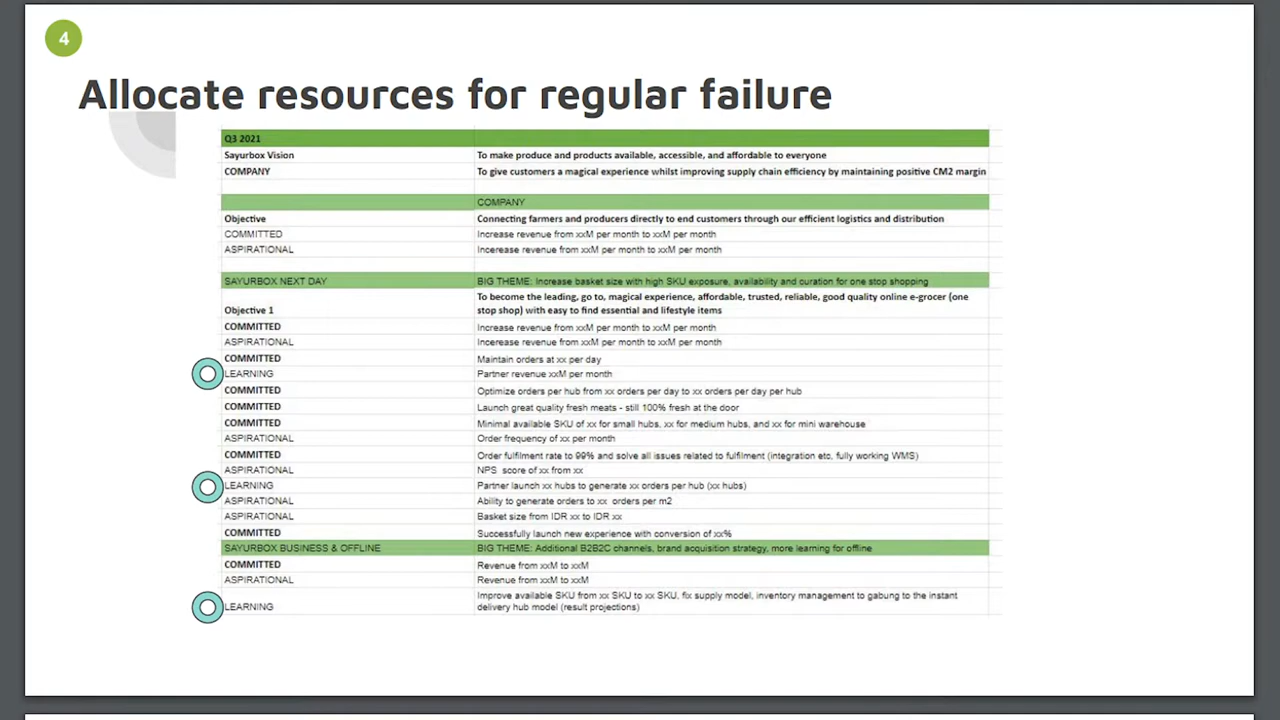 4
Allocate resources for regular failure
Q3 2021
Sayurbox Vision To make produce and products available, accessible, and affordable to everyone
COMPANY To give customers a magical experience whilst improving supply chain efficiency by maintaining positive CM2 margin
COMPANY
Objective Connecting farmers and producers directly to end customers through our efficient logistics and distribution
COMMITTED Increase revenue from xxM per month to xxM per month
ASPIRATIONAL Incerease revenue from xxM per month to xxM per month
SAYURBOX NEXT DAY BIG THEME: Increase basket size with high SKU exposure, availability and curation for one stop shopping
To become the leading, go to, magical experience, affordable, trusted, reliable, good quality online e-grocer (one
Objective 1 stop shop) with easy to find essential and lifestyle items
COMMITTED Increase revenue from xxM per month to xxM per month
ASPIRATIONAL Incerease revenue from xxM per month to xxM per month
COMMITTED Maintain orders at xx per day
LEARNING Partner revenue xxM per month
COMMITTED Optimize orders per hub from xx orders per day to xx orders per day per hub
COMMITTED Launch great quality fresh meats - still 100% fresh at the door
COMMITTED Minimal available SKU of xx for small hubs, xx for medium hubs, and xx for mini warehouse
ASPIRATIONAL Order frequency of xx per month
COMMITTED Order fulfilment rate to 99% and solve all issues related to fulfilment (integration etc, fully working WMS)
ASPIRATIONAL NPS score of xx from xx
LEARNING Partner launch xx hubs to generate xx orders per hub (xx hubs)
ASPIRATIONAL Ability to generate orders to xx orders per m2
ASPIRATIONAL Basket size from IDR xx to IDR xx
COMMITTED Successfully launch new experience with conversion of xx%
SAYURBOX BUSINESS & OFFLINE BIG THEME: Additional B2B2C channels, brand acquisition strategy, more learning for offline
COMMITTED Revenue from xxM to xxM
ASPIRATIONAL Revenue from xxM to xxM
Improve available SKU from xx SKU to xx SKU, fix supply model, inventory management to gabung to the instant
LEARNING delivery hub model (result projections)